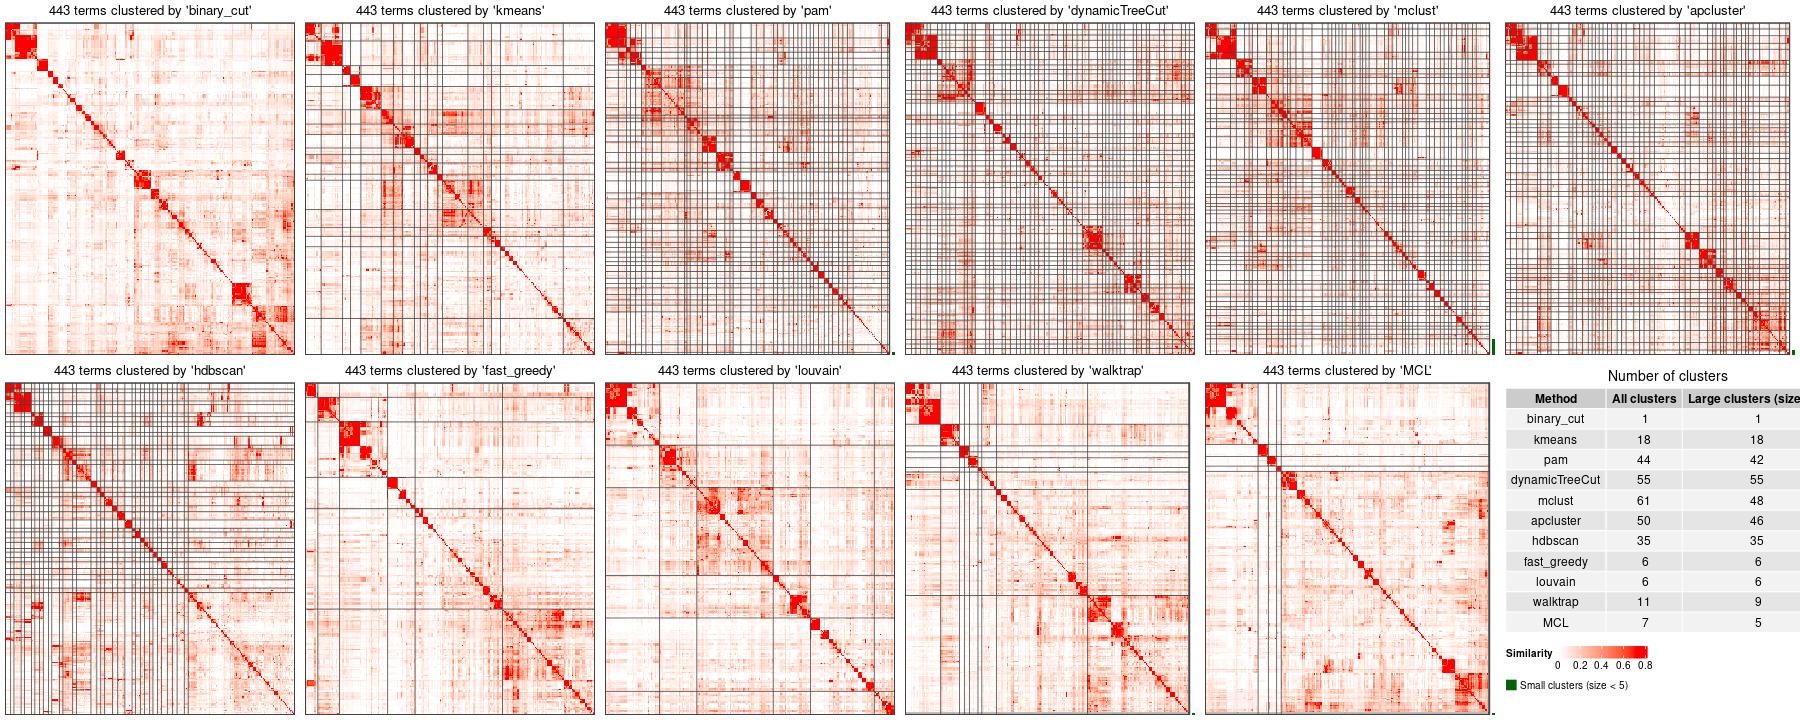 443 terms clustered by 'binary_cut'
443 terms clustered by 'kmeans'
443 terms clustered by 'pam'
443 terms clustered by 'dynamicTreeCut'
443 terms clustered by 'mclust'
443 terms clustered by 'apcluster'
443 terms clustered by 'hdbscan'
443 terms clustered by 'fast_greedy'
443 terms clustered by 'louvain'
443 terms clustered by 'walktrap'
443 terms clustered by 'MCL'
Number of clusters
Method All clusters Large clusters (size
binary_cut 1 1
kmeans 18 18
pam 44 42
dynamicTreeCut 55 55
mclust 61 48
apcluster 50 46
hdbscan 35 35
fast_greedy 6 6
louvain 6 6
walktrap 11 9
MCL 7 5
Similarity
0 0.2 0.4 0.6 0.8
Small clusters (size < 5)